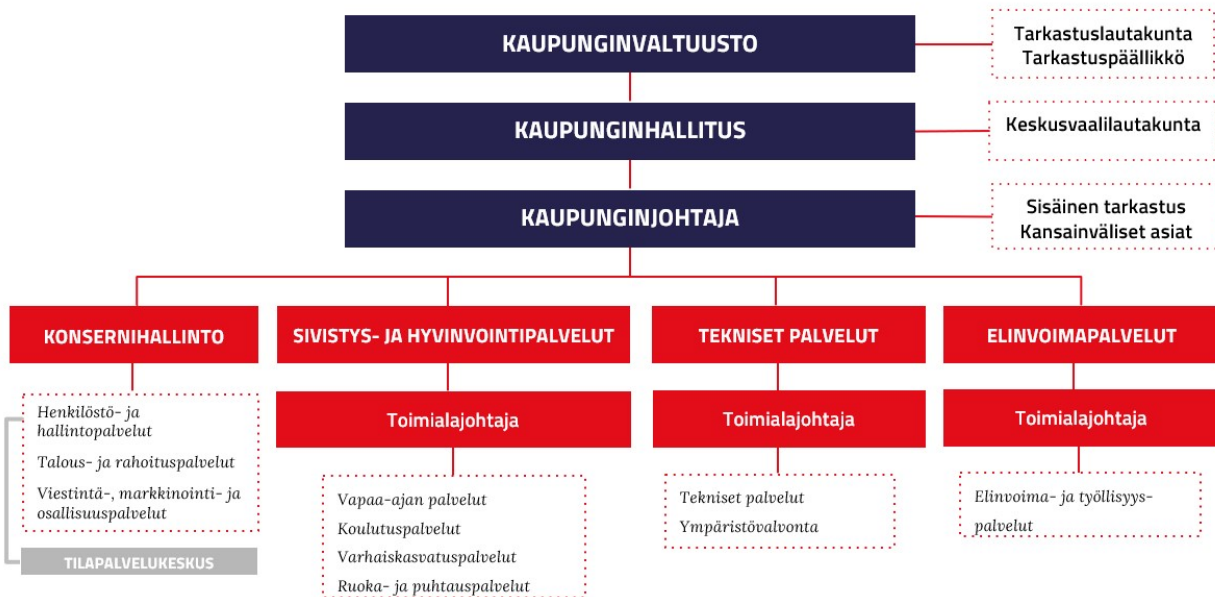 KAUPUNGINVALTUUSTO
Tarkastuslautakunta
Tarkastuspäällikkö
KAUPUNGINHALLITUS
Keskusvaalilautakunta
KAUPUNGINJOHTAJA
Sisäinen tarkastus
Kansainväliset asiat
KONSERNIHALLINTO
Henkilöstö- ja
hallintopalvelut
Talous- ja rahoituspalvelut
Viestintä-, markkinointi- ja
osallisuuspalvelut
TILAPALVELUKESKUS
SIVISTYS- JA HYVINVOINTIPALVELUT
Toimialajohtaja
Vapaa-ajan palvelut
Koulutuspalvelut
Varhaiskasvatuspalvelut
Ruoka- ja puhtauspalvelut
TEKNISET PALVELUT
Toimialajohtaja
Tekniset palvelut
Ympäristövalvonta
ELINVOIMAPALVELUT
Toimialajohtaja
Elinvoima- ja työllisyys-
palvelut